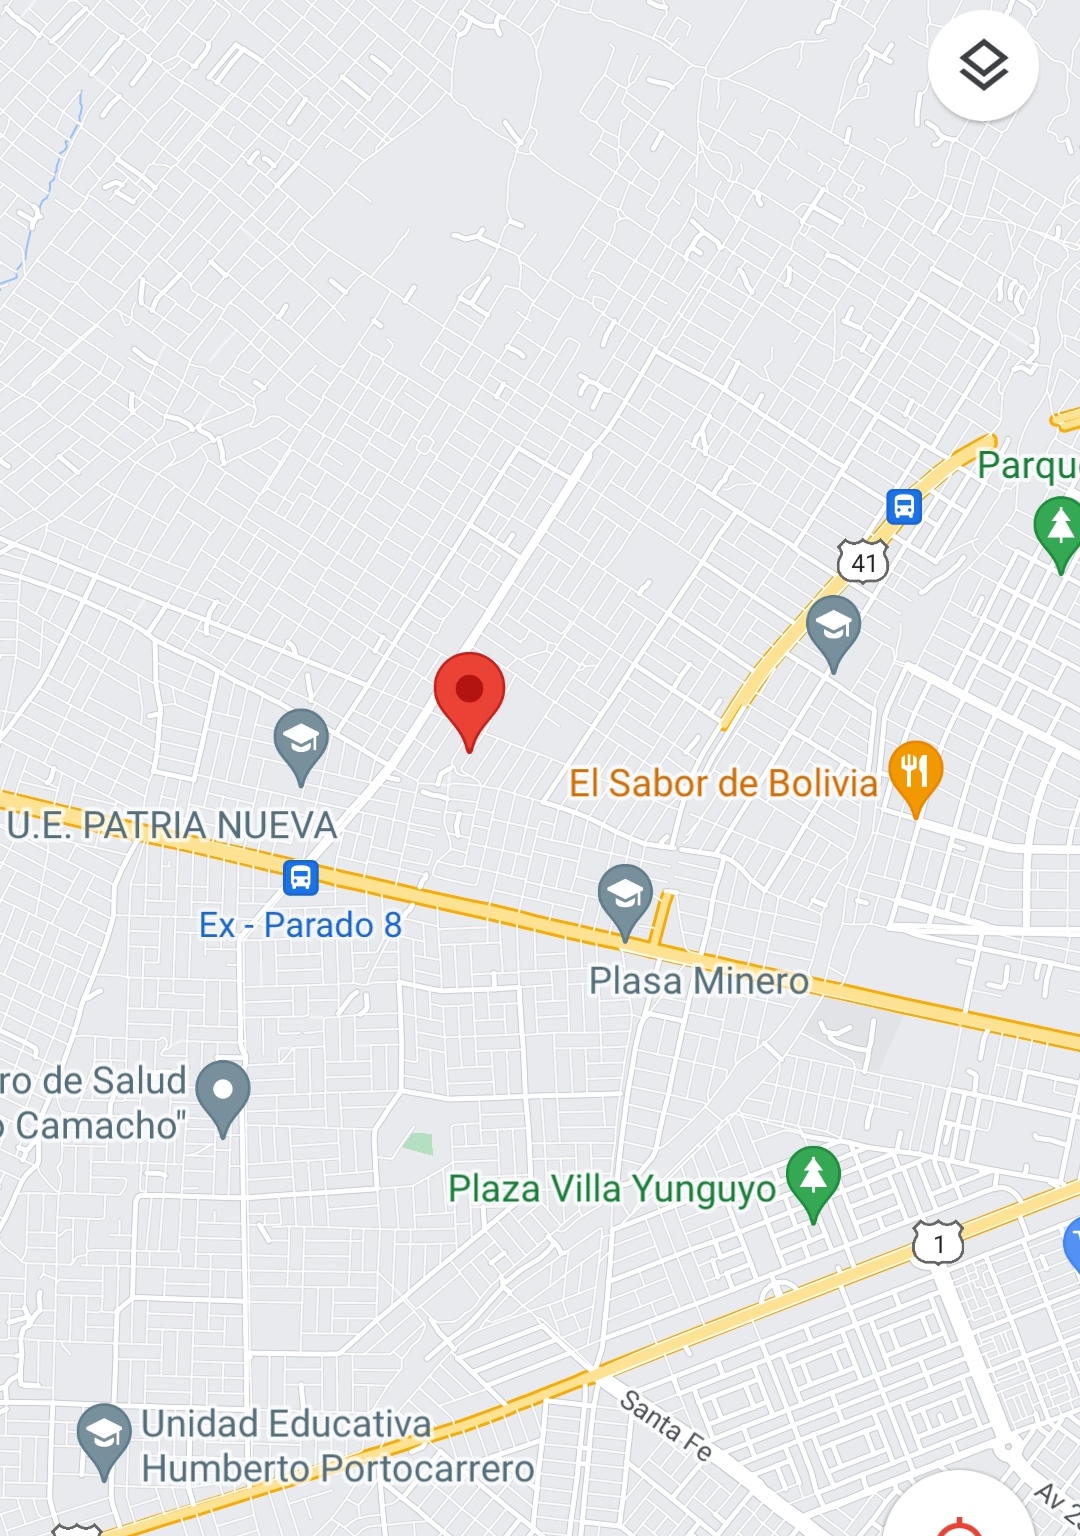 Parqu
41
El Sabor de Bolivia
U.E. PATRIA NUEVA
Ex - Parado 8
Plasa Minero
ro de Salud
o Camacho"
Plaza Villa Yunguyo
1
Santa Fe
Unidad Educativa
Humberto Portocarrero
Av 2